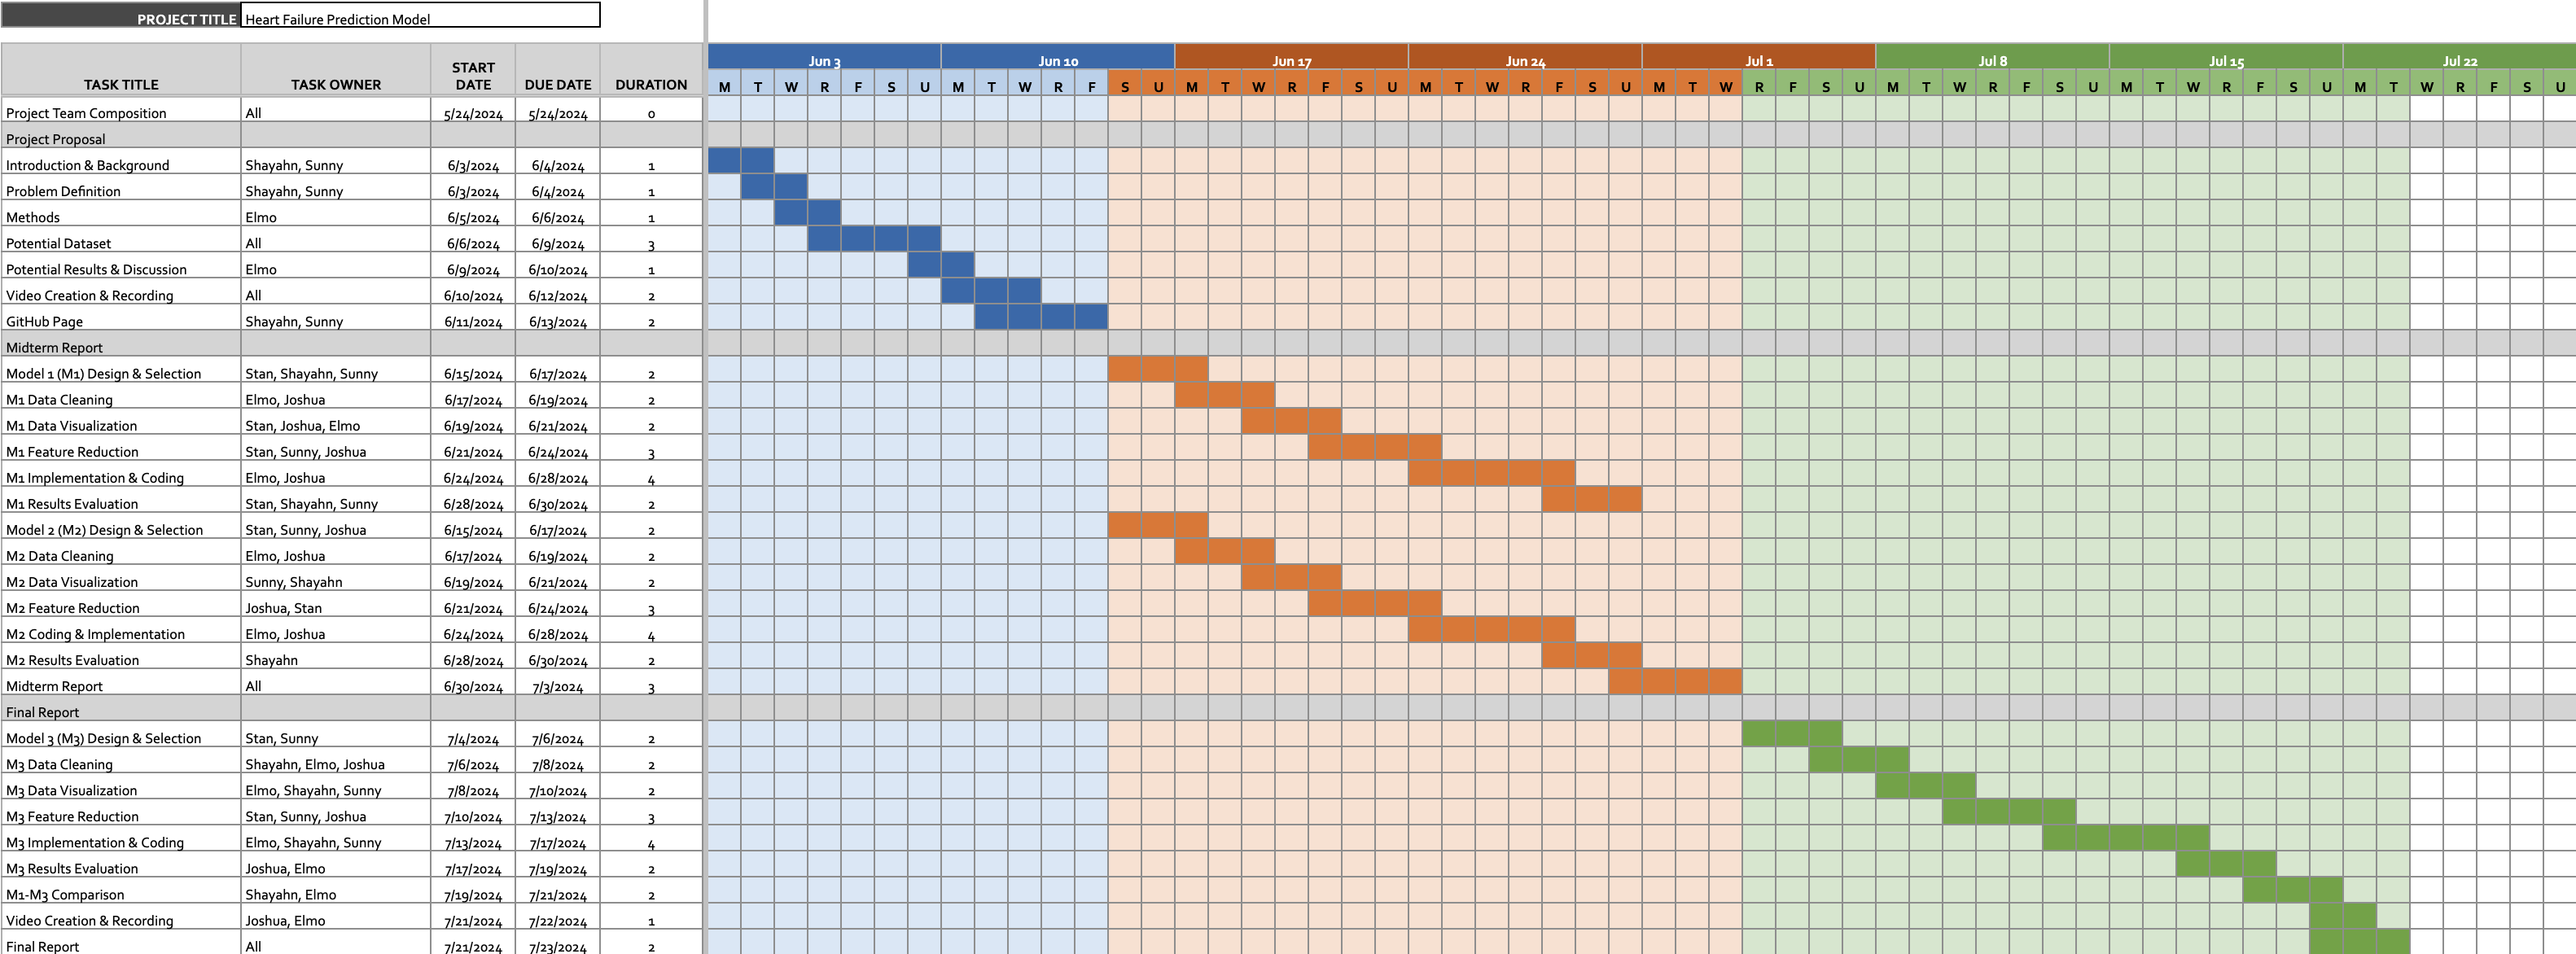 PROJECT TITLE Heart Failure Prediction Model
Jun 3 Jun 10 Jun 17 Jun 24 Jul 1 Jul 8 Jul 15 Jul 22
TASK TITLE TASK OWNER START DATE DUE DATE DURATION M T W R F S U M T W R F S U M T W R F S U M T W R F S U M T W R F S U M T W R F S U M T W R F S U M T W R F S U
Project Team Composition All 5/24/2024 5/24/2024 0
Project Proposal
Introduction & Background Shayahn, Sunny 6/3/2024 6/4/2024 1
Problem Definition Shayahn, Sunny 6/3/2024 6/4/2024 1
Methods Elmo 6/5/2024 6/6/2024 1
Potential Dataset All 6/6/2024 6/9/2024 3
Potential Results & Discussion Elmo 6/9/2024 6/10/2024 1
Video Creation & Recording All 6/10/2024 6/12/2024 2
GitHub Page Shayahn, Sunny 6/11/2024 6/13/2024 2
Midterm Report
Model 1 (M1) Design & Selection Stan, Shayahn, Sunny 6/15/2024 6/17/2024 2
M1 Data Cleaning Elmo, Joshua 6/17/2024 6/19/2024 2
M1 Data Visualization Stan, Joshua, Elmo 6/19/2024 6/21/2024 2
M1 Feature Reduction Stan, Sunny, Joshua 6/21/2024 6/24/2024 3
M1 Implementation & Coding Elmo, Joshua 6/24/2024 6/28/2024 4
M1 Results Evaluation Stan, Shayahn, Sunny 6/28/2024 6/30/2024 2
Model 2 (M2) Design & Selection Stan, Sunny, Joshua 6/15/2024 6/17/2024 2
M2 Data Cleaning Elmo, Joshua 6/17/2024 6/19/2024 2
M2 Data Visualization Sunny, Shayahn 6/19/2024 6/21/2024 2
M2 Feature Reduction Joshua, Stan 6/21/2024 6/24/2024 3
M2 Coding & Implementation Elmo, Joshua 6/24/2024 6/28/2024 4
M2 Results Evaluation Shayahn 6/28/2024 6/30/2024 2
Midterm Report All 6/30/2024 7/3/2024 3
Final Report
Model 3 (M3) Design & Selection Stan, Sunny 7/4/2024 7/6/2024 2
M3 Data Cleaning Shayahn, Elmo, Joshua 7/6/2024 7/8/2024 2
M3 Data Visualization Elmo, Shayahn, Sunny 7/8/2024 7/10/2024 2
M3 Feature Reduction Stan, Sunny, Joshua 7/10/2024 7/13/2024 3
M3 Implementation & Coding Elmo, Shayahn, Sunny 7/13/2024 7/17/2024 4
M3 Results Evaluation Joshua, Elmo 7/17/2024 7/19/2024 2
M1-M3 Comparison Shayahn, Elmo 7/19/2024 7/21/2024 2
Video Creation & Recording Joshua, Elmo 7/21/2024 7/22/2024 1
Final Report All 7/21/2024 7/23/2024 2